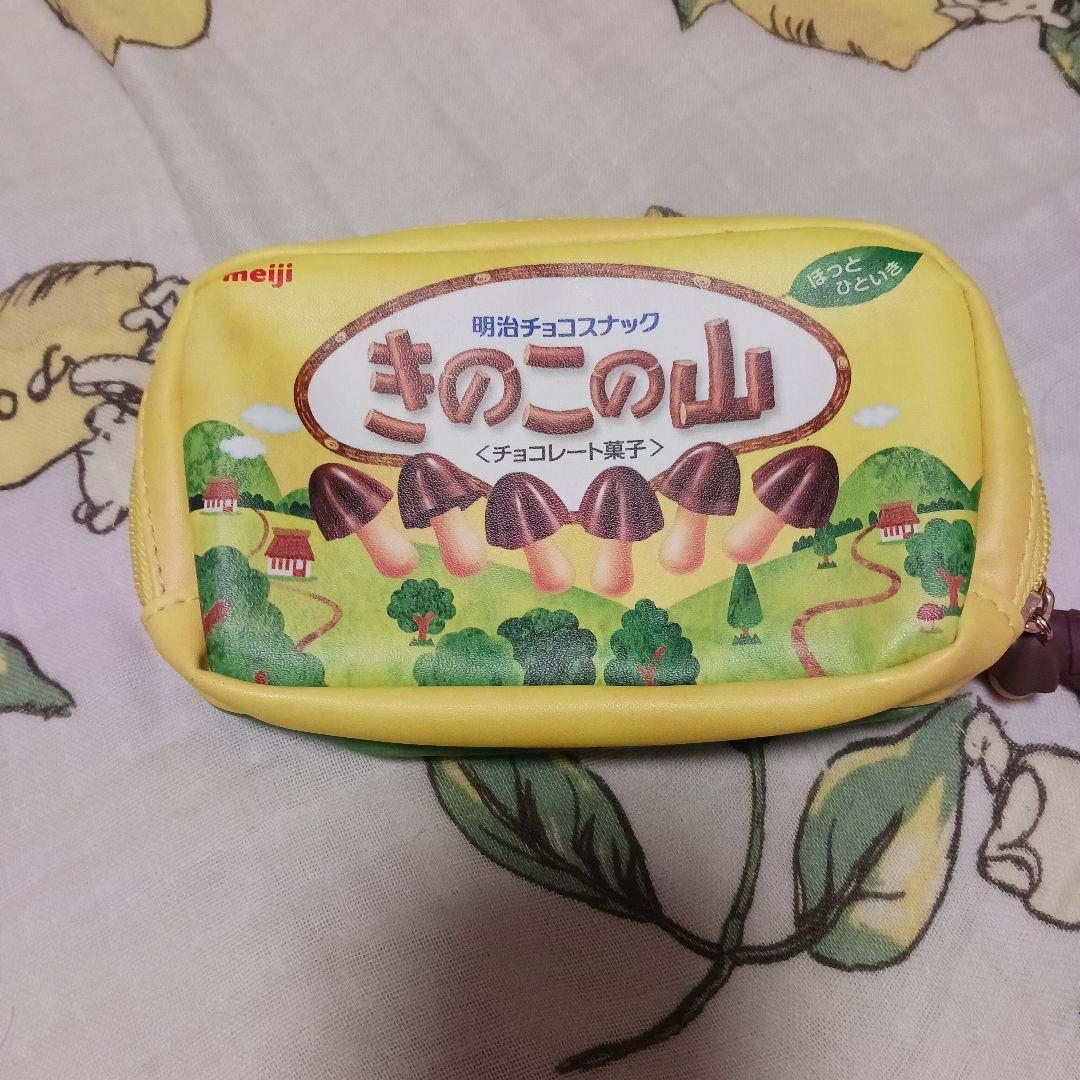 meiji
ほっと
ひといき
明治チョコスナック
きのこの山
＜チョコレート菓子＞